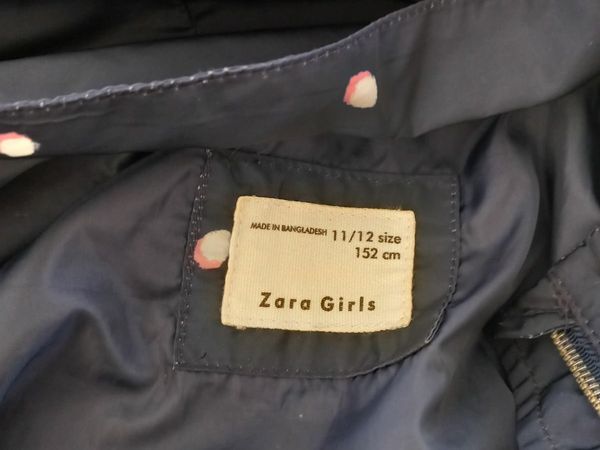 MADE IN BANGLADESH 11/12 size
152 cm
Zara Girls